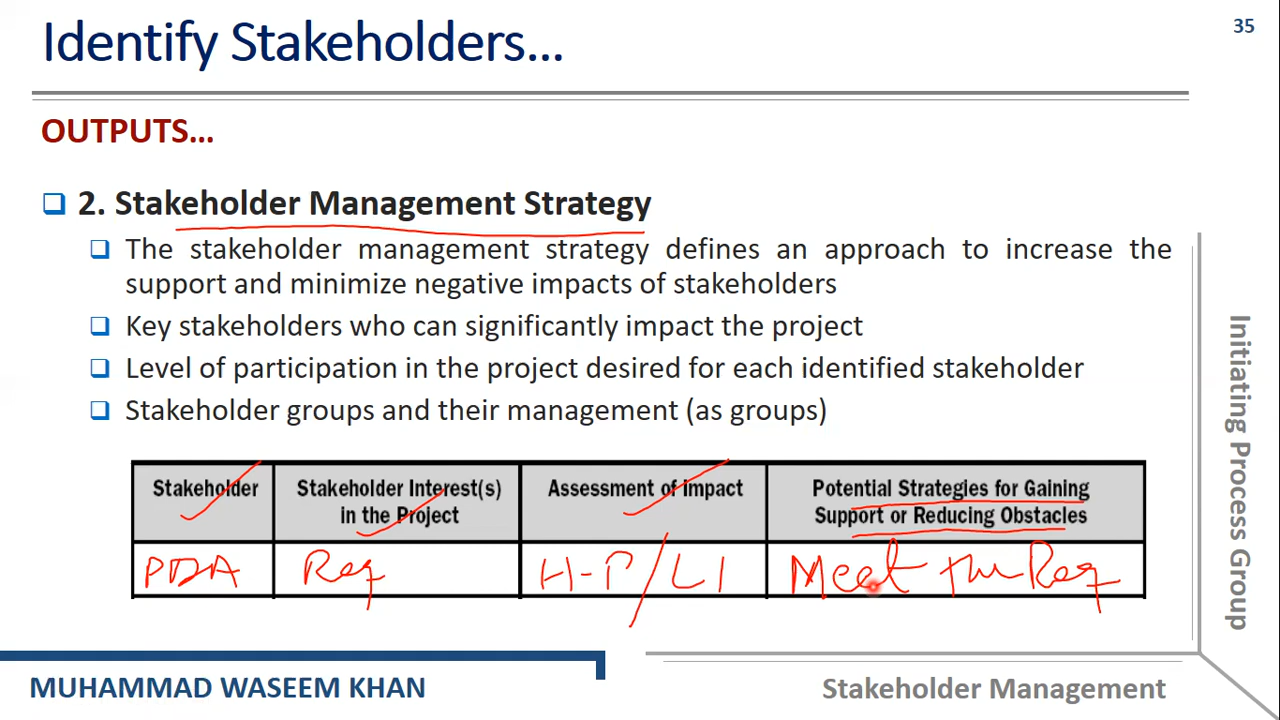 Identify Stakeholders...
35
OUTPUTS...
2. Stakeholder Management Strategy
The stakeholder management strategy defines an approach to increase the
support and minimize negative impacts of stakeholders
Key stakeholders who can significantly impact the project
Level of participation in the project desired for each identified stakeholder
Stakeholder groups and their management (as groups)
Stakeholder
Stakeholder Interest(s)
in the Project
Assessment of Impact
Potential Strategies for Gaining
Support or Reducing Obstacles
PDA
Req
H-P/LI
Meet the Req
Initiating Process Group
MUHAMMAD WASEEM KHAN
Stakeholder Management